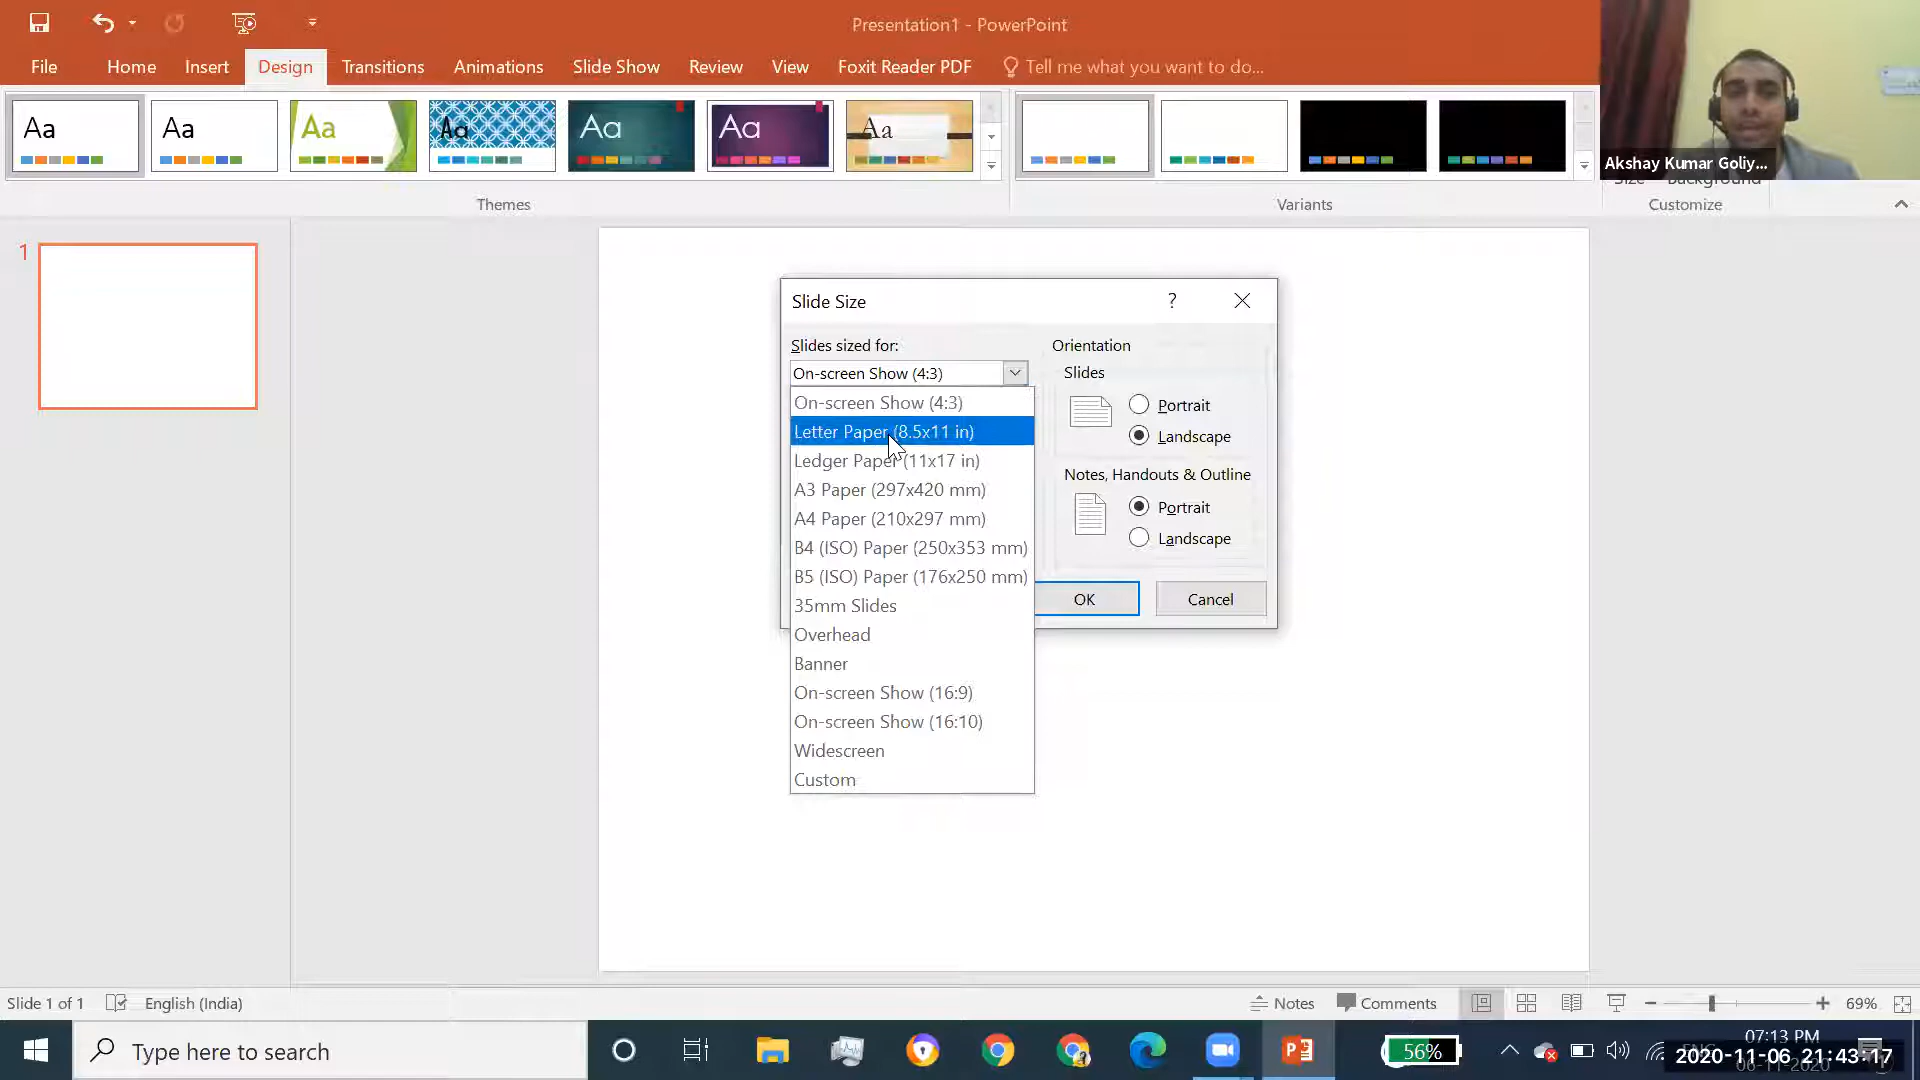 Presentation1 - PowerPoint
File Home Insert Design Transitions Animations Slide Show Review View Foxit Reader PDF Tell me what you want to do...
Aa Aa Aa Aa Aa Aa Aa
Akshay Kumar Goliy...
Themes Variants Customize
1
Slide Size ?
Slides sized for:
On-screen Show (4:3)
On-screen Show (4:3)
Letter Paper (8.5x11 in)
Ledger Paper (11x17 in)
A3 Paper (297x420 mm)
A4 Paper (210x297 mm)
B4 (ISO) Paper (250x353 mm)
B5 (ISO) Paper (176x250 mm)
35mm Slides
Overhead
Banner
On-screen Show (16:9)
On-screen Show (16:10)
Widescreen
Custom
Orientation
Slides
Portrait
Landscape
Notes, Handouts & Outline
Portrait
Landscape
OK Cancel
Slide 1 of 1 English (India) Notes Comments 69%
Type here to search
56%
07:13 PM
2020-11-06 21:43:17
06-11-2020